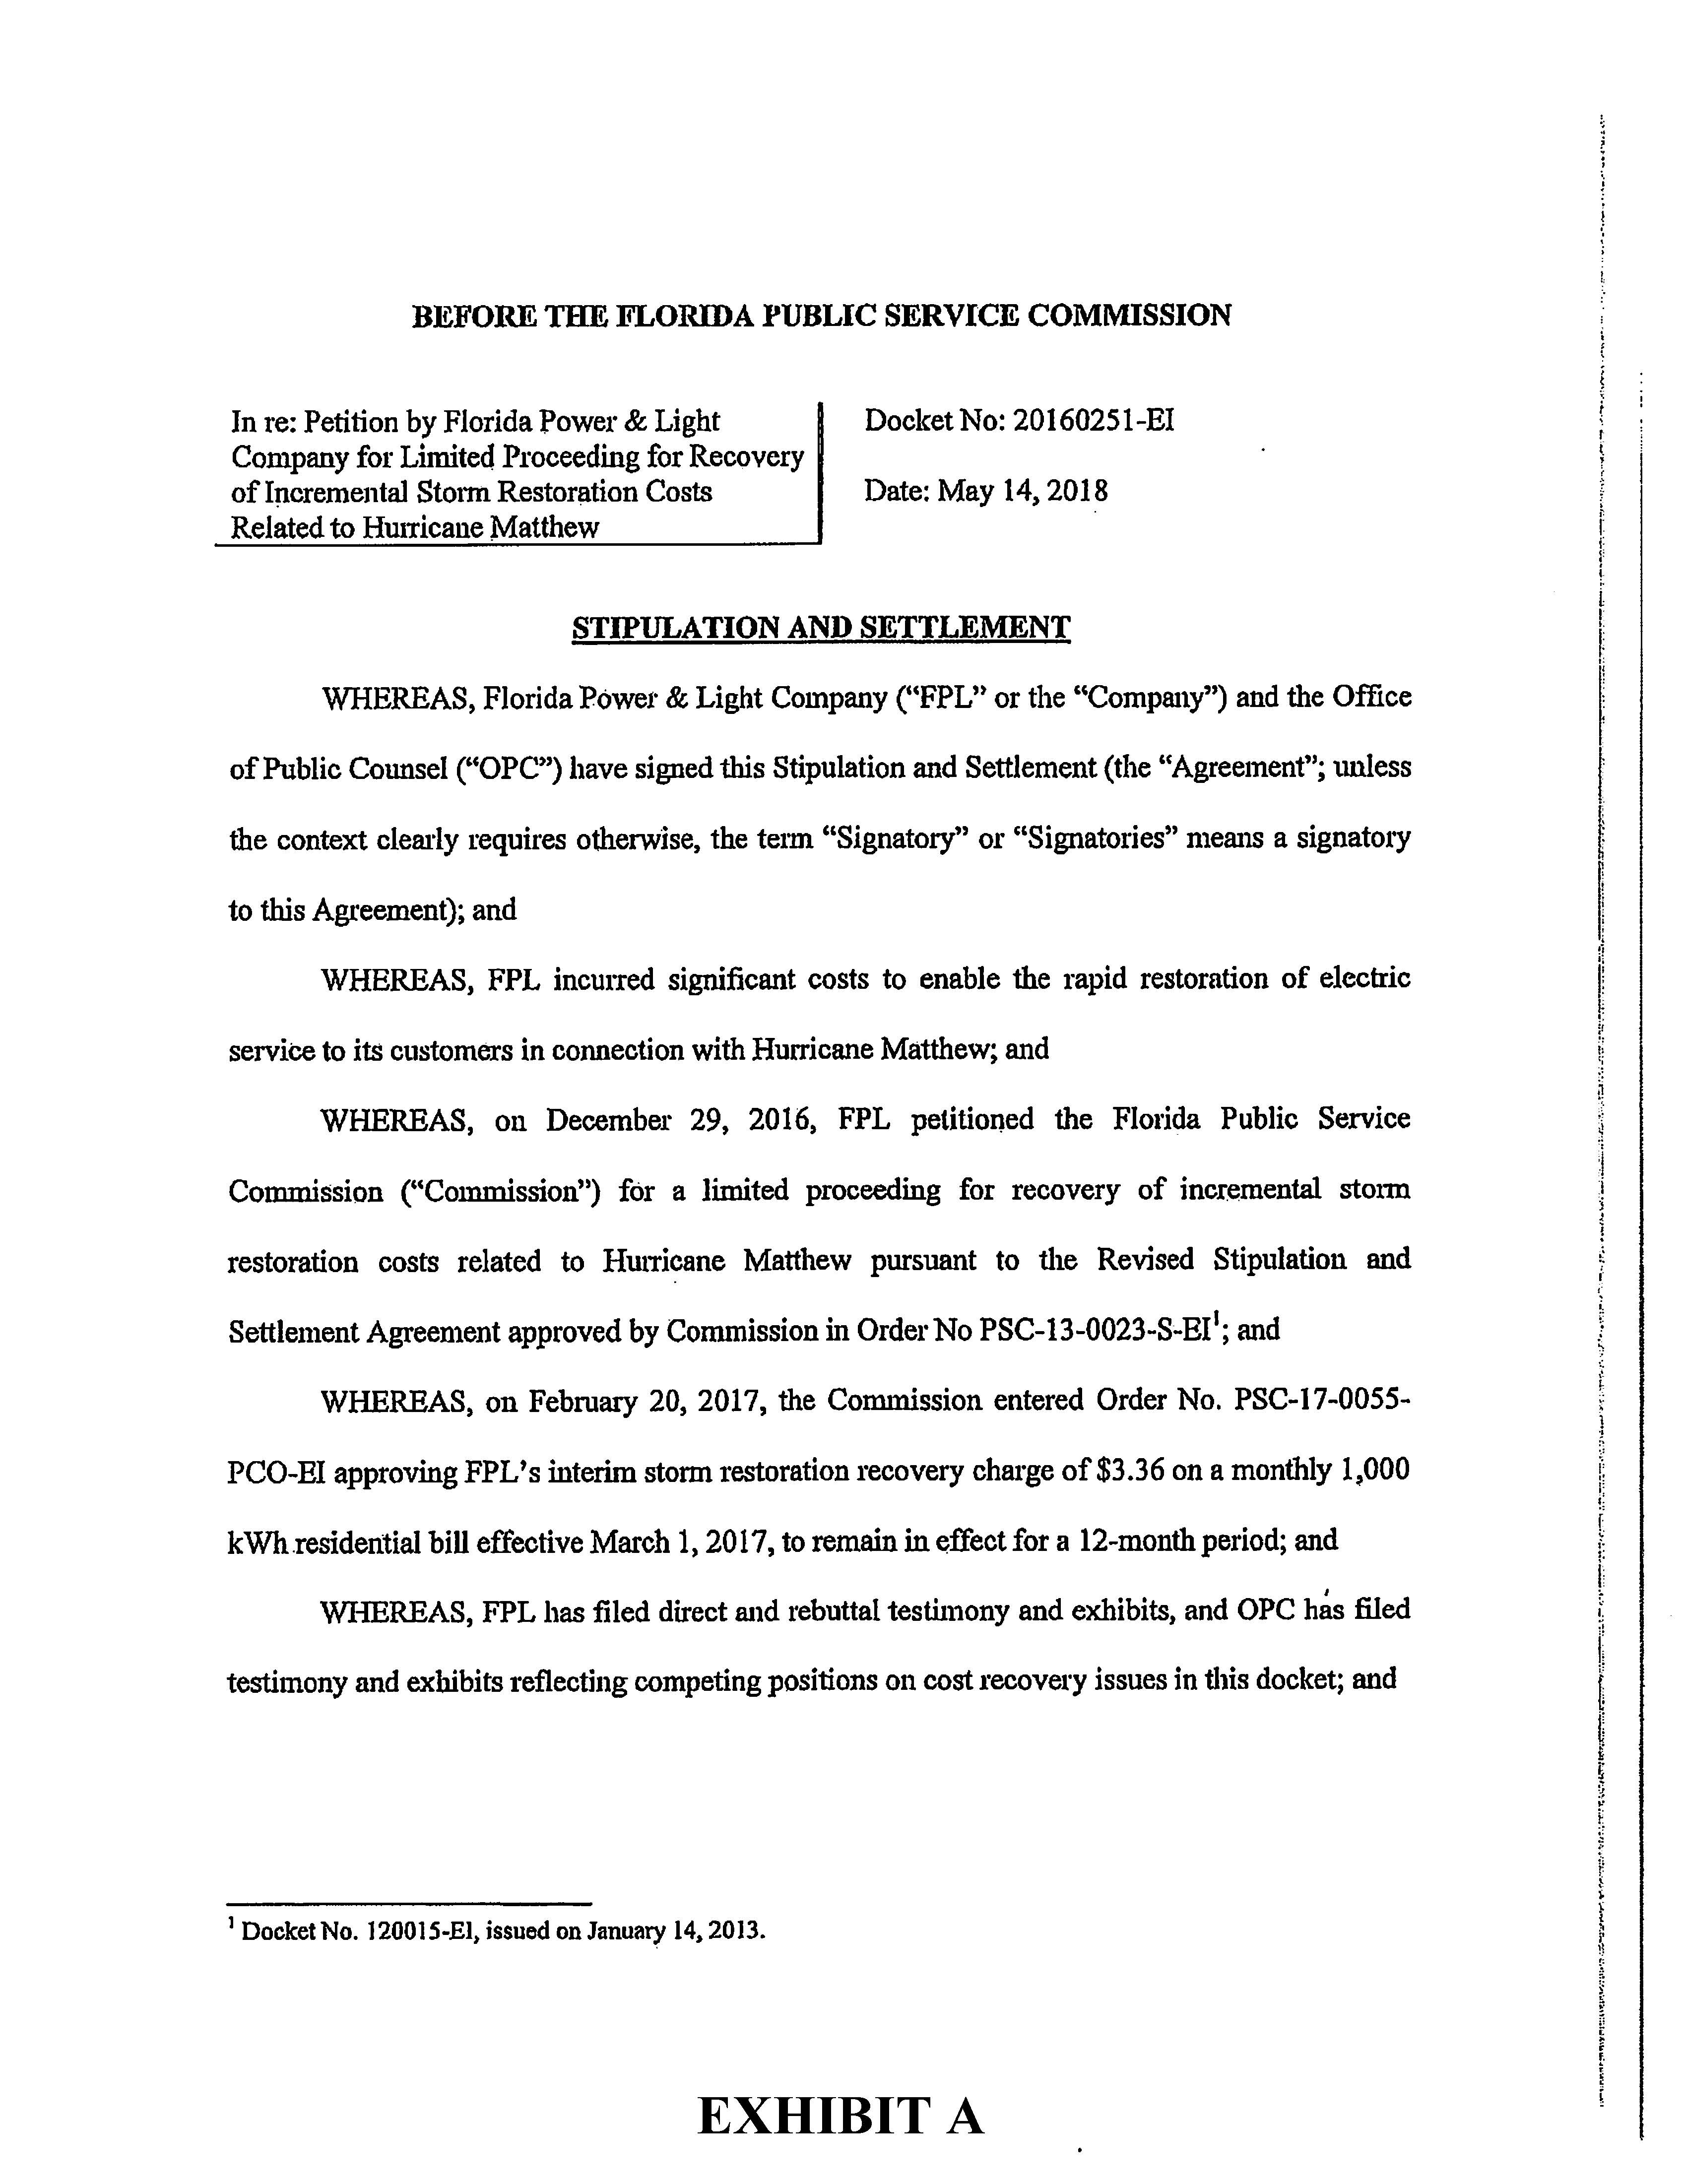 BEFORE THE FLORIDA PUBLIC SERVICE COMMISSION
In re: Petition by Florida Power & Light
Company for Limited Proceeding for Recovery
of Incremental Storm Restoration Costs
Related to Hurricane Matthew
Docket No: 20160251-EI
Date: May 14, 2018
STIPULATION AND SETTLEMENT
WHEREAS, Florida Power & Light Company (“FPL” or the “Company”) and the Office
of Public Counsel (“OPC”) have signed this Stipulation and Settlement (the “Agreement”; unless
the context clearly requires otherwise, the term “Signatory” or “Signatories” means a signatory
to this Agreement); and
WHEREAS, FPL incurred significant costs to enable the rapid restoration of electric
service to its customers in connection with Hurricane Matthew; and
WHEREAS, on December 29, 2016, FPL petitioned the Florida Public Service
Commission (“Commission”) for a limited proceeding for recovery of incremental storm
restoration costs related to Hurricane Matthew pursuant to the Revised Stipulation and
Settlement Agreement approved by Commission in Order No PSC-13-0023-S-EI¹; and
WHEREAS, on February 20, 2017, the Commission entered Order No. PSC-17-0055-
PCO-EI approving FPL’s interim storm restoration recovery charge of $3.36 on a monthly 1,000
kWh residential bill effective March 1, 2017, to remain in effect for a 12-month period; and
WHEREAS, FPL has filed direct and rebuttal testimony and exhibits, and OPC has filed
testimony and exhibits reflecting competing positions on cost recovery issues in this docket; and
¹ Docket No. 120015-EI, issued on January 14, 2013.
EXHIBIT A